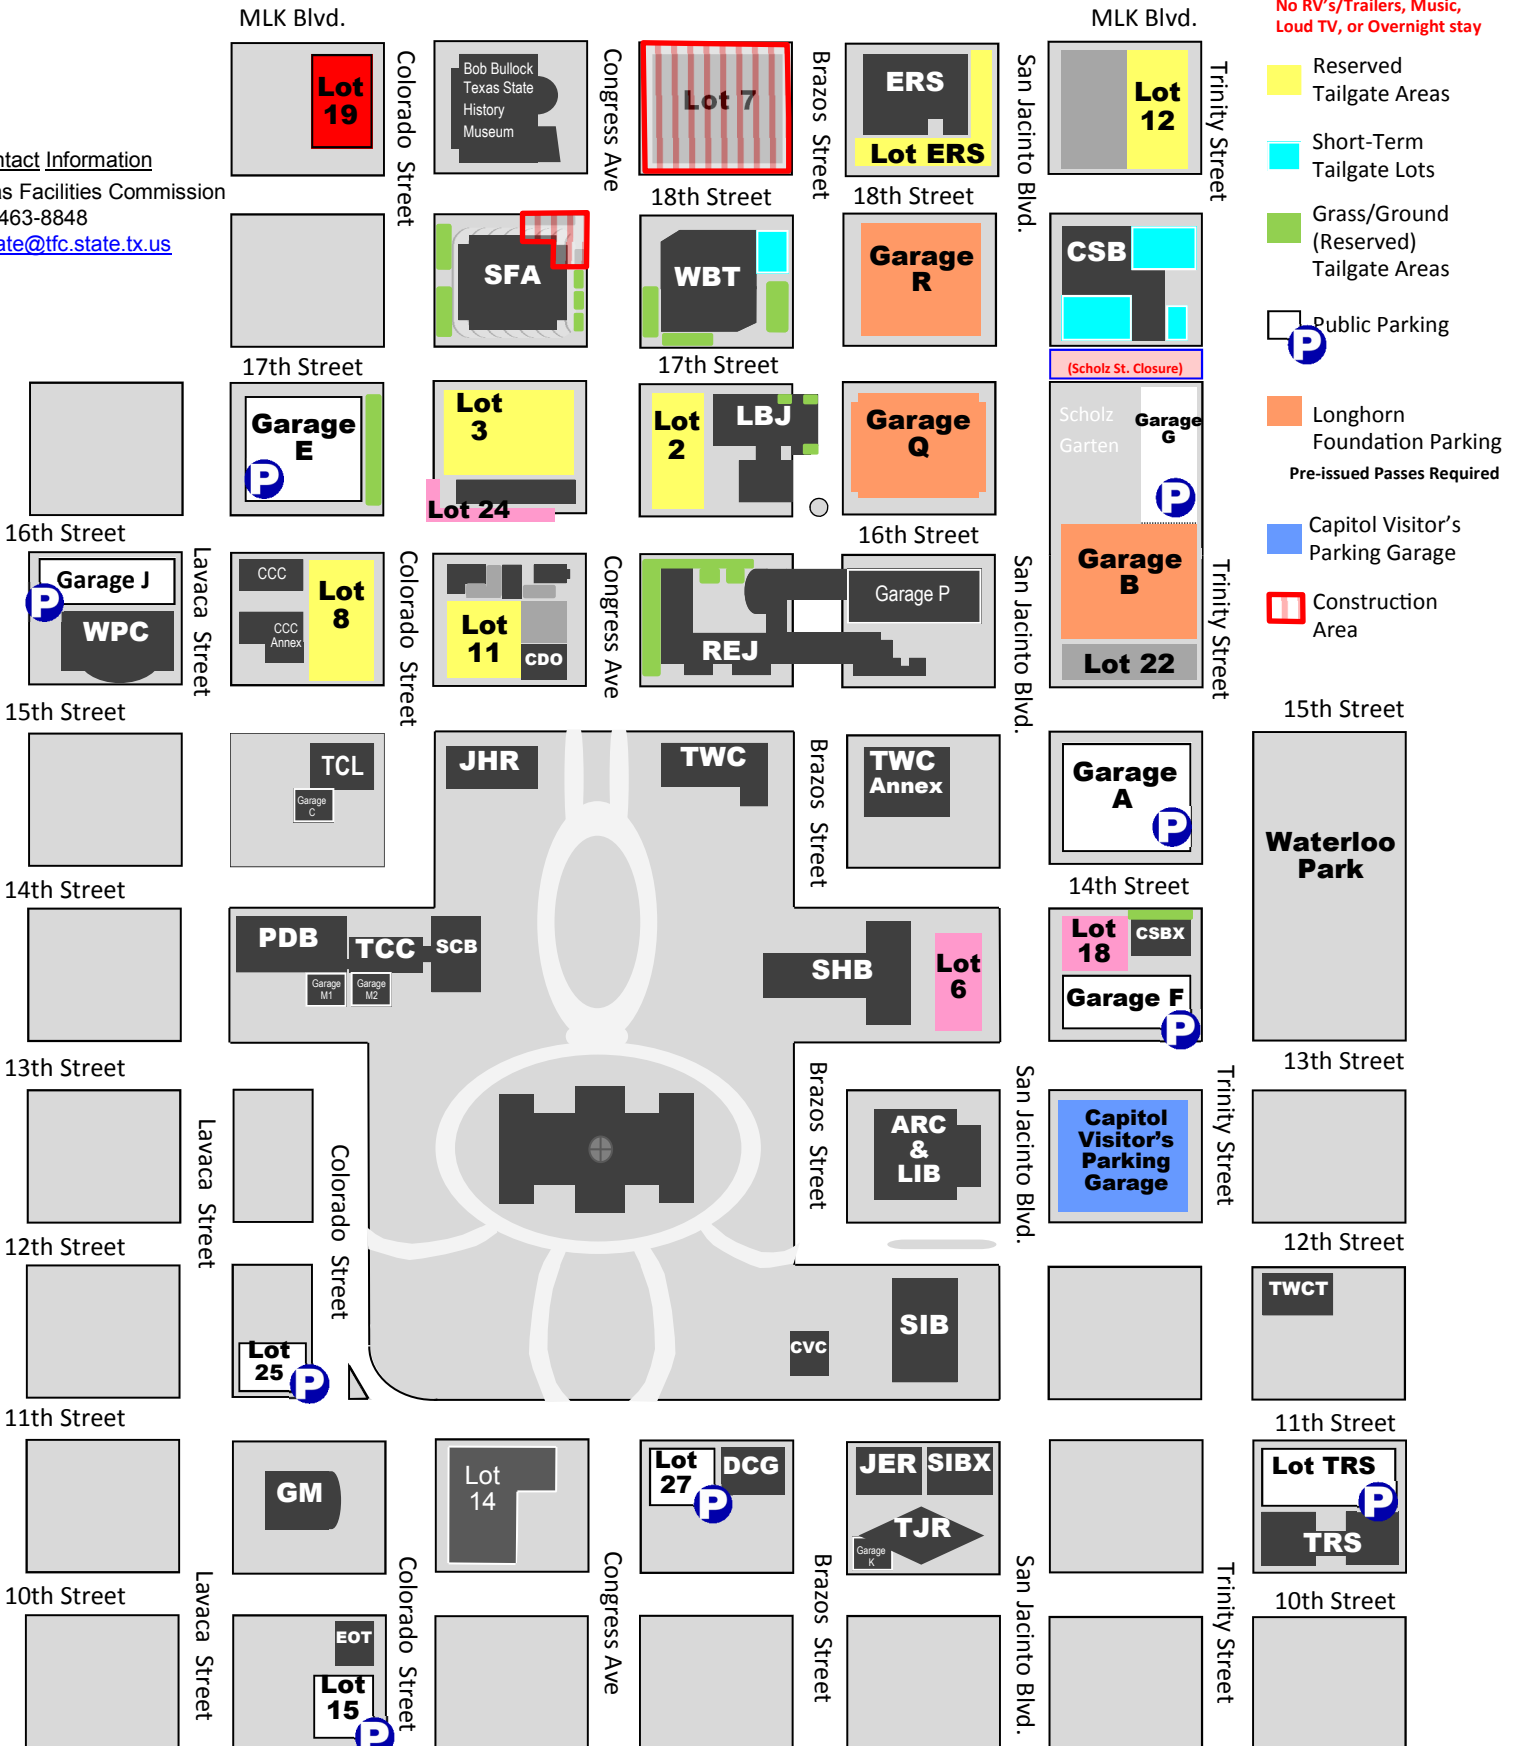 No RV's/Trailers, Music,
Loud TV, or Overnight stay
MLK Blvd.
MLK Blvd.
Reserved
Tailgate Areas
Short-Term
Tailgate Lots
Grass/Ground
(Reserved)
Tailgate Areas
Public Parking
P
Longhorn
Foundation Parking
Pre-issued Passes Required
Capitol Visitor's
Parking Garage
Construction
Area
Information
Facilities Commission
463-8848
@tfc.state.tx.us
Lot
19
Colorado Street
Bob Bullock
Texas State
History
Museum
Congress Ave
Lot 7
Brazos Street
ERS
Lot ERS
San Jacinto Blvd.
Lot
12
Trinity Street
18th Street
18th Street
SFA
WBT
Garage
R
CSB
17th Street
17th Street
(Scholz St. Closure)
Garage
E
P
Lot
3
Lot 24
Lot
2
LBJ
Garage
Q
Scholz
Garten
Garage
G
P
16th Street
16th Street
Garage J
P
WPC
Lavaca Street
CCC
CCC
Annex
Lot
8
Colorado Street
Lot
11
CDO
Congress Ave
REJ
Garage P
San Jacinto Blvd.
Garage
B
Lot 22
Trinity Street
15th Street
15th Street
TCL
Garage
C
JHR
TWC
Brazos Street
TWC
Annex
Garage
A
P
Waterloo
Park
14th Street
14th Street
PDB
TCC
SCB
Garage
M1
Garage
M2
SHB
Lot
6
Lot
18
CSBX
Garage F
P
13th Street
13th Street
Lavaca Street
Colorado Street
Brazos Street
ARC
&
LIB
San Jacinto Blvd.
Capitol
Visitor's
Parking
Garage
Trinity Street
12th Street
12th Street
Lot
25
P
CVC
SIB
TWCT
11th Street
11th Street
GM
Lot
14
Lot
27
P
DCG
JER
SIBX
TJR
Garage
K
Lot TRS
P
TRS
10th Street
10th Street
Lavaca Street
EOT
Lot
15
P
Colorado Street
Congress Ave
Brazos Street
San Jacinto Blvd.
Trinity Street